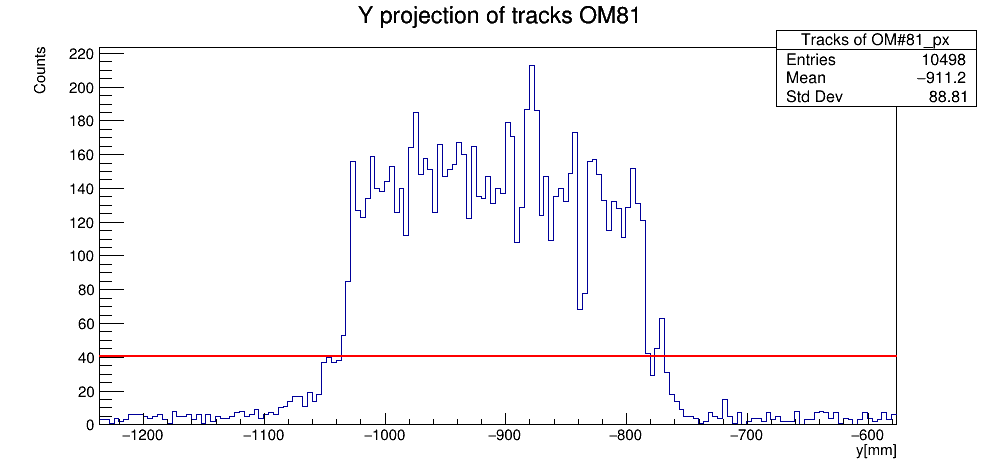 Y projection of tracks OM81
Tracks of OM#81_px
Entries 10498
Mean −911.2
Std Dev 88.81
Counts
220
200
180
160
140
120
100
80
60
40
20
0
−1200 −1100 −1000 −900 −800 −700 −600
y[mm]